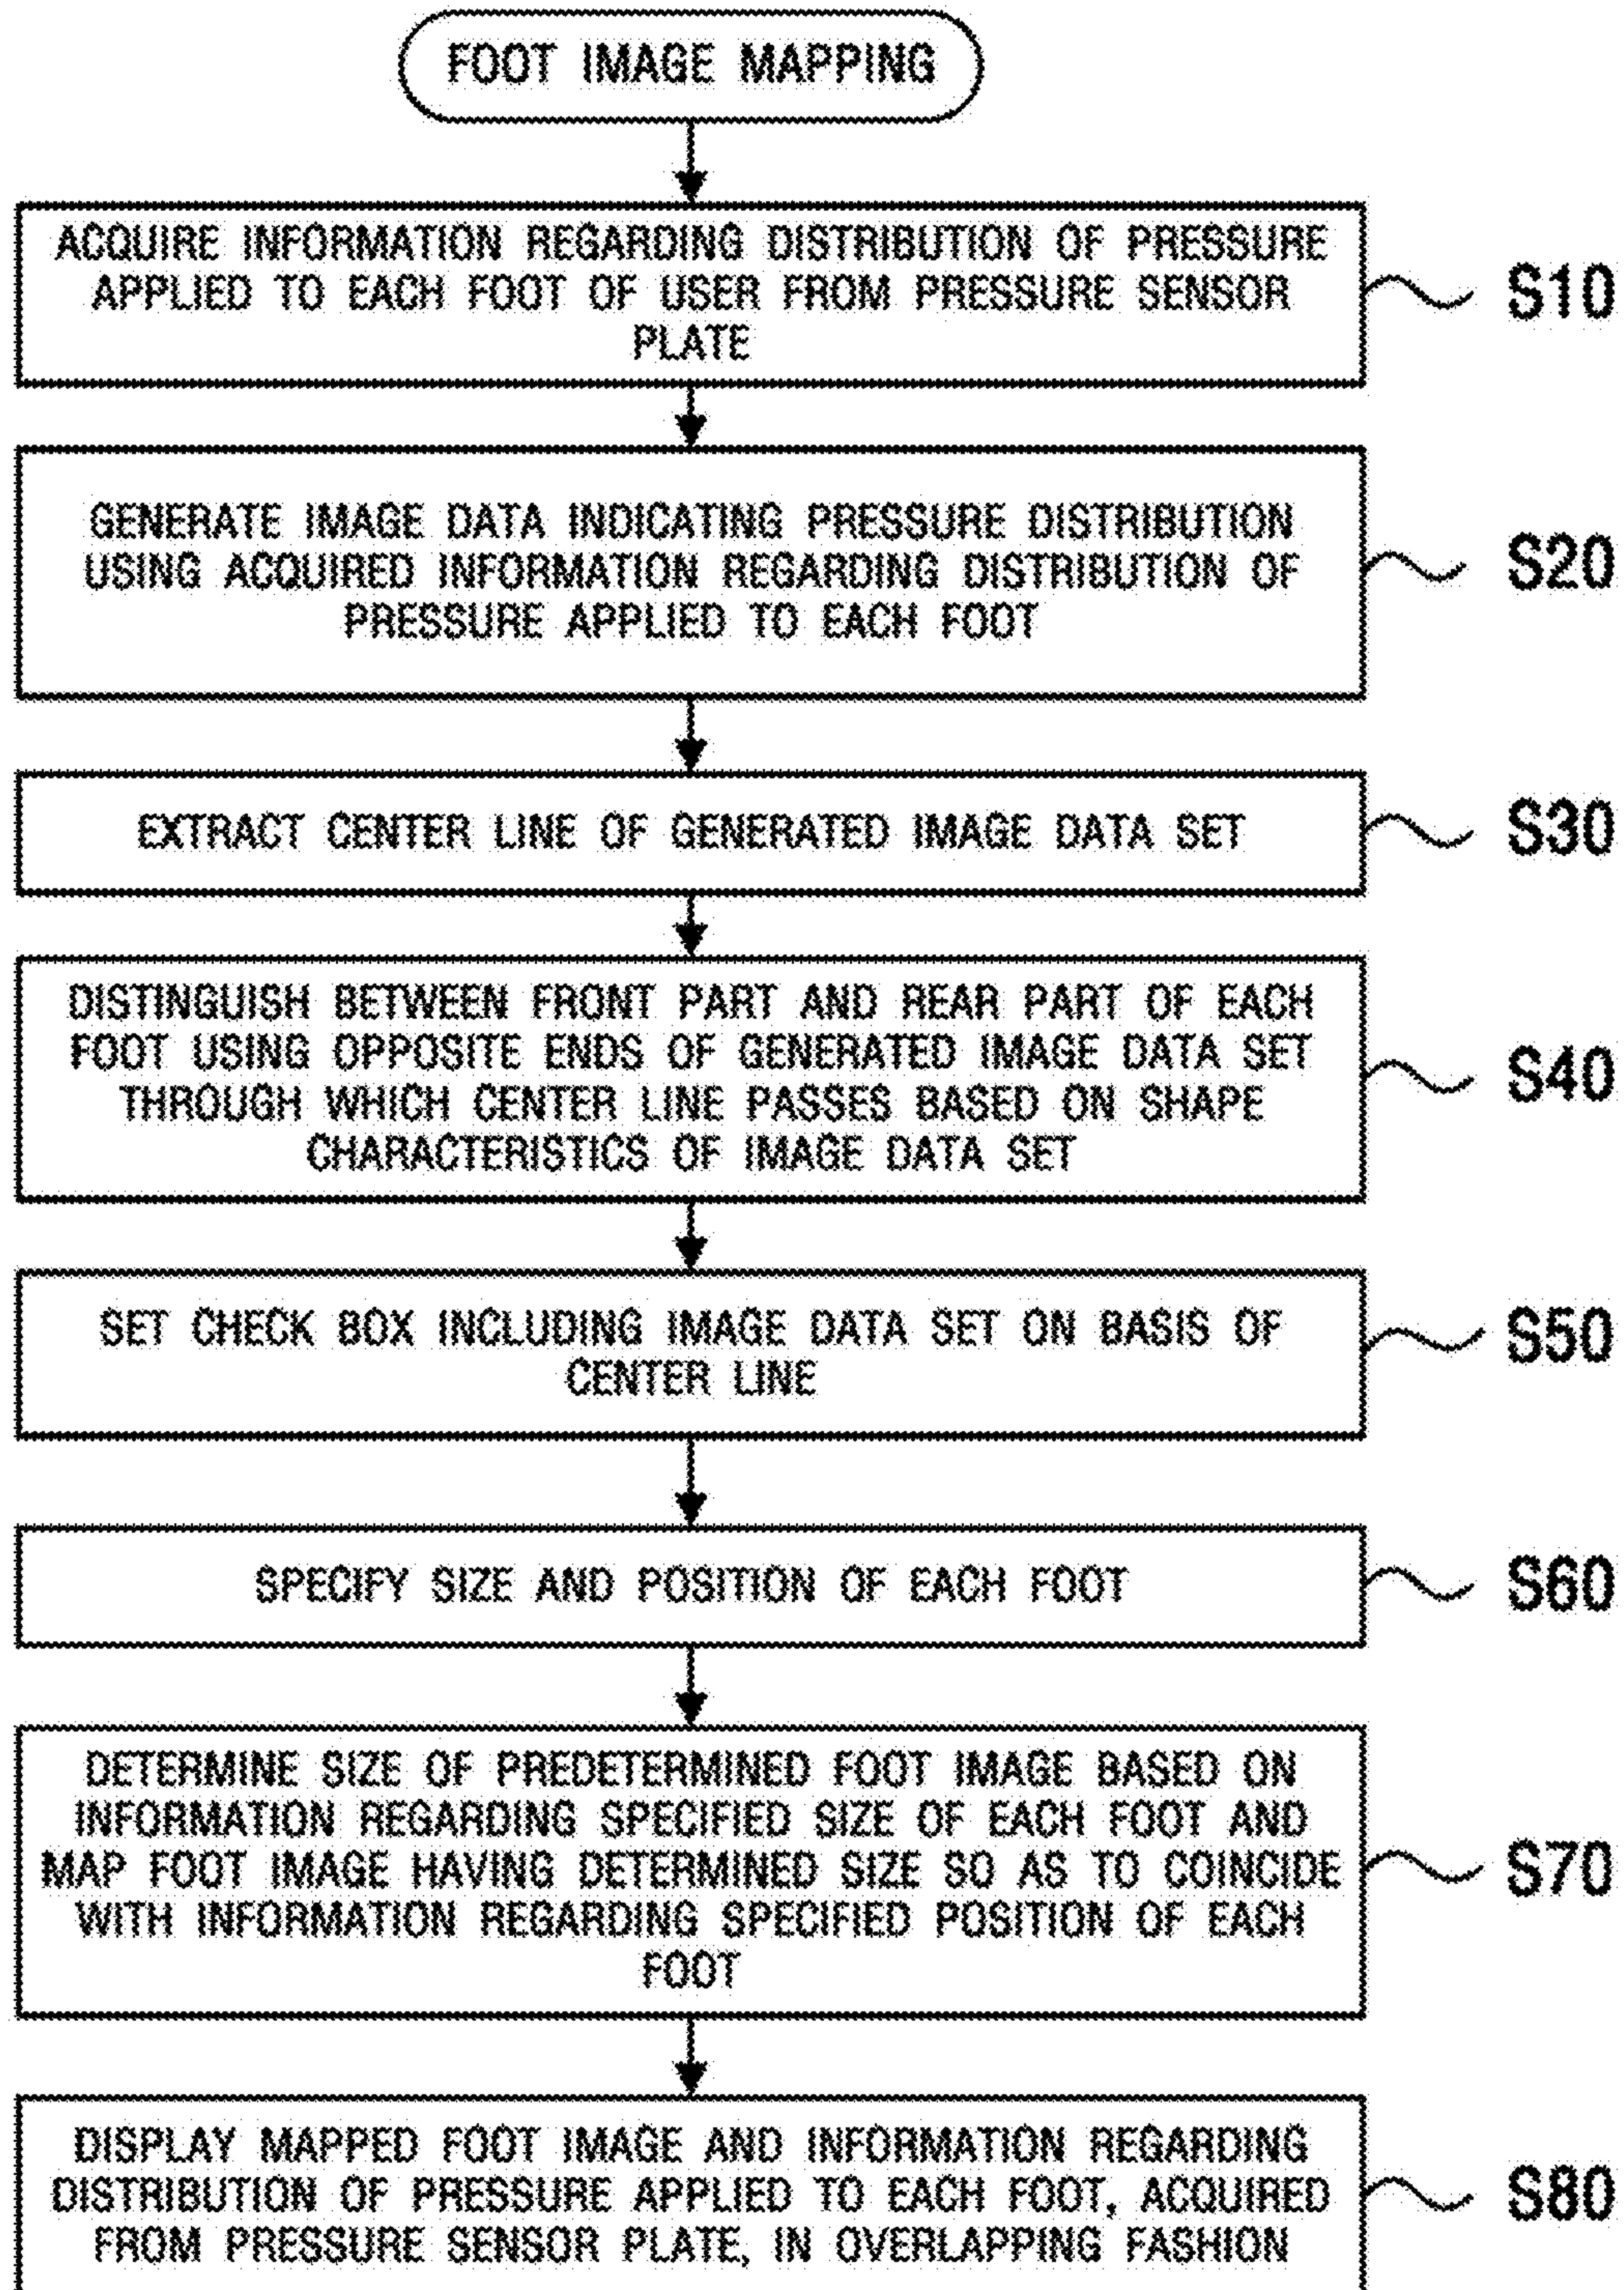 FOOT IMAGE MAPPING
ACQUIRE INFORMATION REGARDING DISTRIBUTION OF PRESSURE
APPLIED TO EACH FOOT OF USER FROM PRESSURE SENSOR
PLATE
S10
GENERATE IMAGE DATA INDICATING PRESSURE DISTRIBUTION
USING ACQUIRED INFORMATION REGARDING DISTRIBUTION OF
PRESSURE APPLIED TO EACH FOOT
S20
EXTRACT CENTER LINE OF GENERATED IMAGE DATA SET
S30
DISTINGUISH BETWEEN FRONT PART AND REAR PART OF EACH
FOOT USING OPPOSITE ENDS OF GENERATED IMAGE DATA SET
THROUGH WHICH CENTER LINE PASSES BASED ON SHAPE
CHARACTERISTICS OF IMAGE DATA SET
S40
SET CHECK BOX INCLUDING IMAGE DATA SET ON BASIS OF
CENTER LINE
S50
SPECIFY SIZE AND POSITION OF EACH FOOT
S60
DETERMINE SIZE OF PREDETERMINED FOOT IMAGE BASED ON
INFORMATION REGARDING SPECIFIED SIZE OF EACH FOOT AND
MAP FOOT IMAGE HAVING DETERMINED SIZE SO AS TO COINCIDE
WITH INFORMATION REGARDING SPECIFIED POSITION OF EACH
FOOT
S70
DISPLAY MAPPED FOOT IMAGE AND INFORMATION REGARDING
DISTRIBUTION OF PRESSURE APPLIED TO EACH FOOT, ACQUIRED
FROM PRESSURE SENSOR PLATE, IN OVERLAPPING FASHION
S80